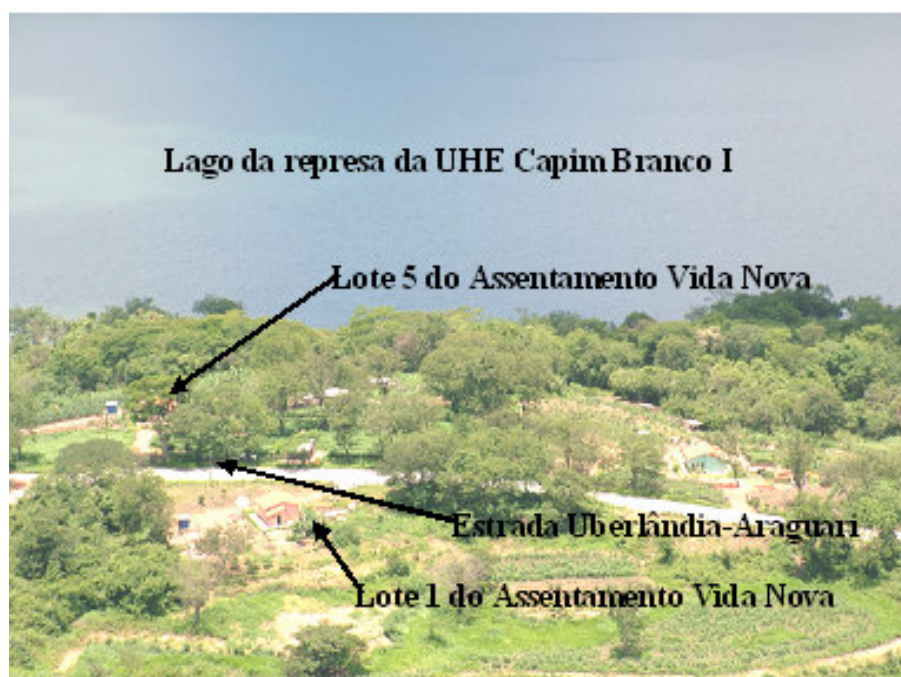 Lago da represa da UHE Capim Branco I
Lote 5 do Assentamento Vida Nova
Estrada Uberlândia-Araguari
Lote 1 do Assentamento Vida Nova